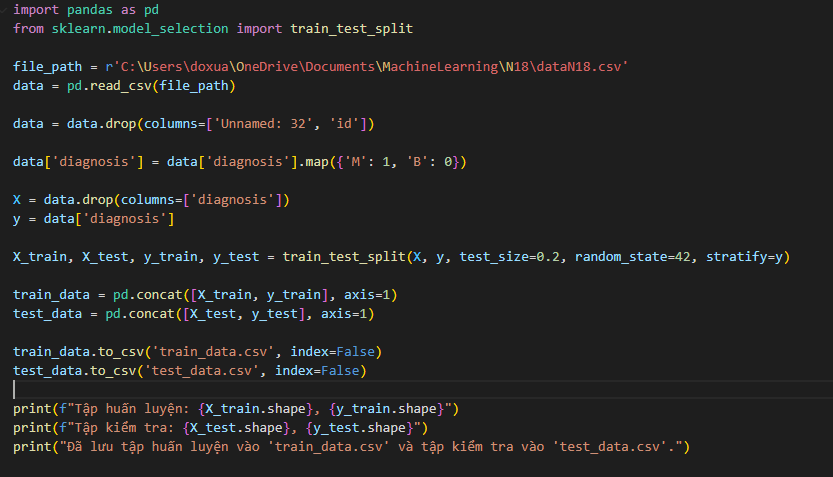 import pandas as pd
from sklearn.model_selection import train_test_split
file_path = r'C:\Users\doxua\OneDrive\Documents\MachineLearning\N18\dataN18.csv'
data = pd.read_csv(file_path)
data = data.drop(columns=['Unnamed: 32', 'id'])
data['diagnosis'] = data['diagnosis'].map({'M': 1, 'B': 0})
X = data.drop(columns=['diagnosis'])
y = data['diagnosis']
X_train, X_test, y_train, y_test = train_test_split(X, y, test_size=0.2, random_state=42, stratify=y)
train_data = pd.concat([X_train, y_train], axis=1)
test_data = pd.concat([X_test, y_test], axis=1)
train_data.to_csv('train_data.csv', index=False)
test_data.to_csv('test_data.csv', index=False)
print(f"Tập huấn luyện: {X_train.shape}, {y_train.shape}")
print(f"Tập kiểm tra: {X_test.shape}, {y_test.shape}")
print("Đã lưu tập huấn luyện vào 'train_data.csv' và tập kiểm tra vào 'test_data.csv'.")